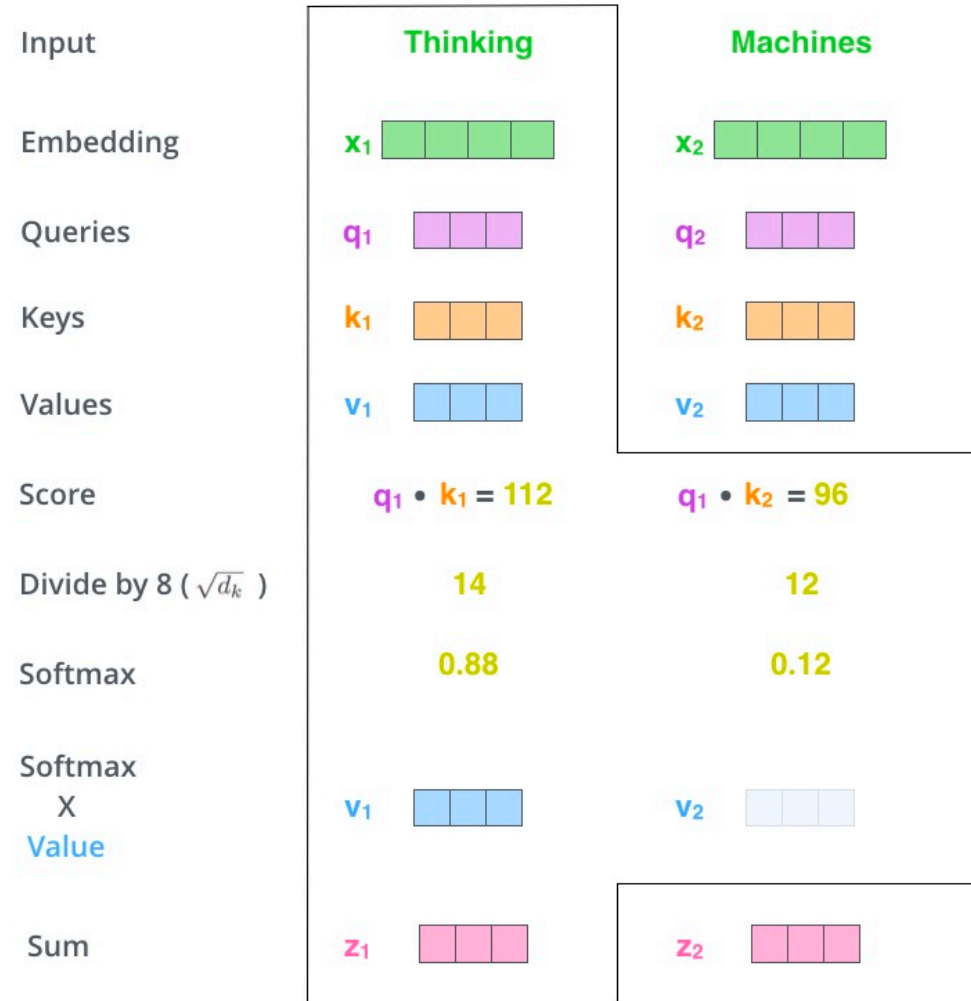 Input Thinking Machines
Embedding x₁ x₂
Queries q₁ q₂
Keys k₁ k₂
Values v₁ v₂
Score q₁ • k₁ = 112 q₁ • k₂ = 96
Divide by 8 ( √dₖ ) 14 12
Softmax 0.88 0.12
Softmax
X
Value v₁ v₂
Sum z₁ z₂